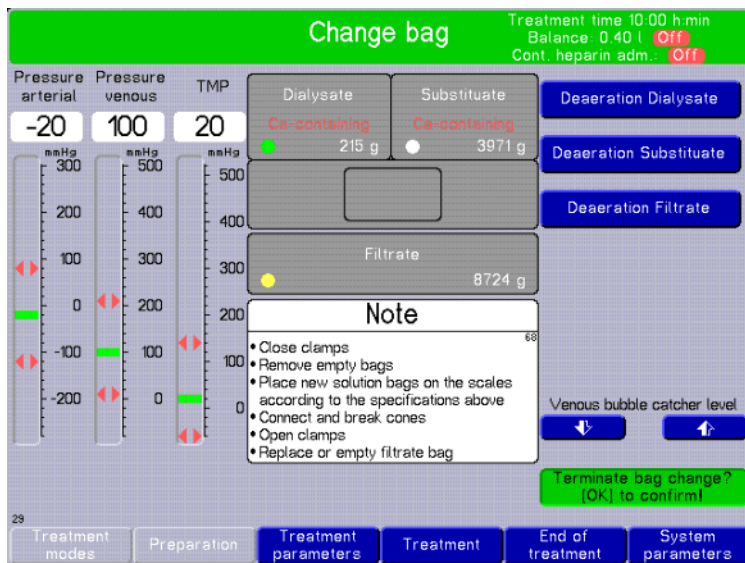 Change bag
Treatment time 10:00 h:min
Balance: 0.40 l Off
Cont. heparin adm.: Off
Pressure arterial
Pressure venous
TMP
-20
100
20
mmHg
mmHg
mmHg
300
200
100
0
-100
-200
500
400
300
200
100
0
500
400
300
200
100
0
Dialysate
Ca-containing
215 g
Substituate
Ca-containing
3971 g
Filtrate
8724 g
Note
68
• Close clamps
• Remove empty bags
• Place new solution bags on the scales
according to the specifications above
• Connect and break cones
• Open clamps
• Replace or empty filtrate bag
Deaeration Dialysate
Deaeration Substituate
Deaeration Filtrate
Venous bubble catcher level
Terminate bag change?
[OK] to confirm!
29
Treatment
modes
Preparation
Treatment
parameters
Treatment
End of
treatment
System
parameters